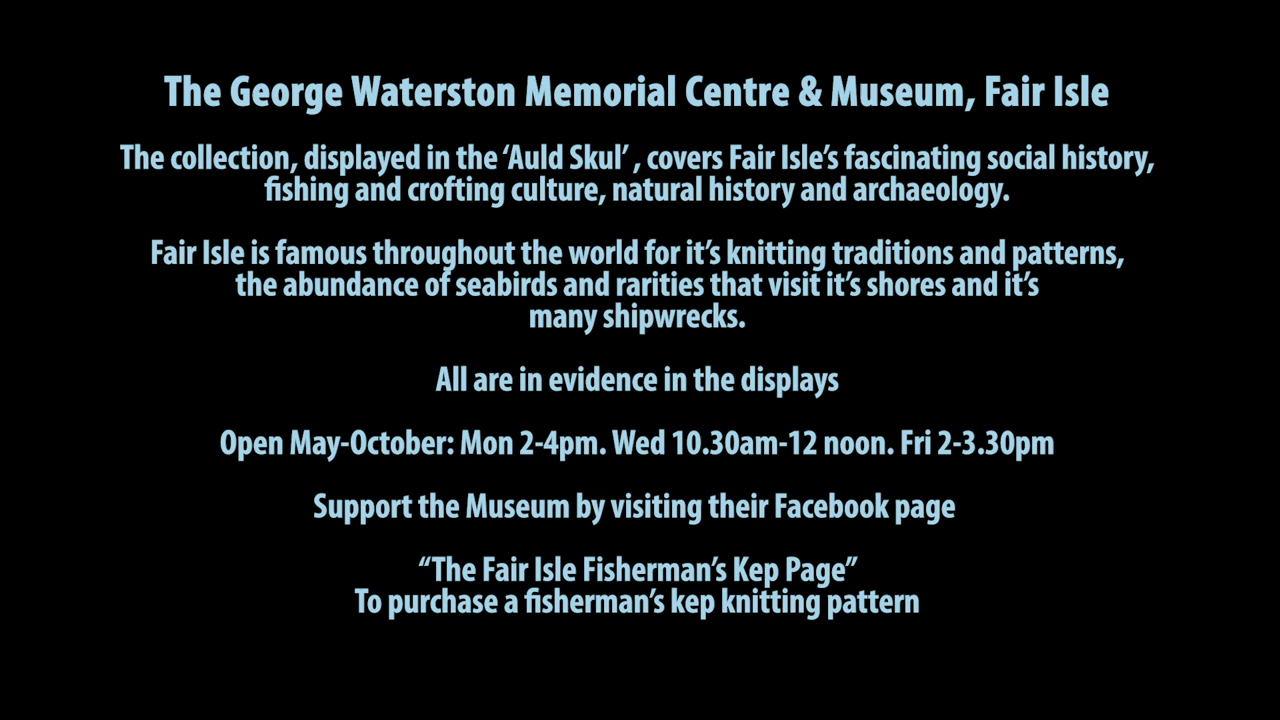 The George Waterston Memorial Centre & Museum, Fair Isle
The collection, displayed in the ‘Auld Skul’ , covers Fair Isle’s fascinating social history,
fishing and crofting culture, natural history and archaeology.
Fair Isle is famous throughout the world for it’s knitting traditions and patterns,
the abundance of seabirds and rarities that visit it’s shores and it’s
many shipwrecks.
All are in evidence in the displays
Open May-October: Mon 2-4pm. Wed 10.30am-12 noon. Fri 2-3.30pm
Support the Museum by visiting their Facebook page
“The Fair Isle Fisherman’s Kep Page”
To purchase a fisherman’s kep knitting pattern